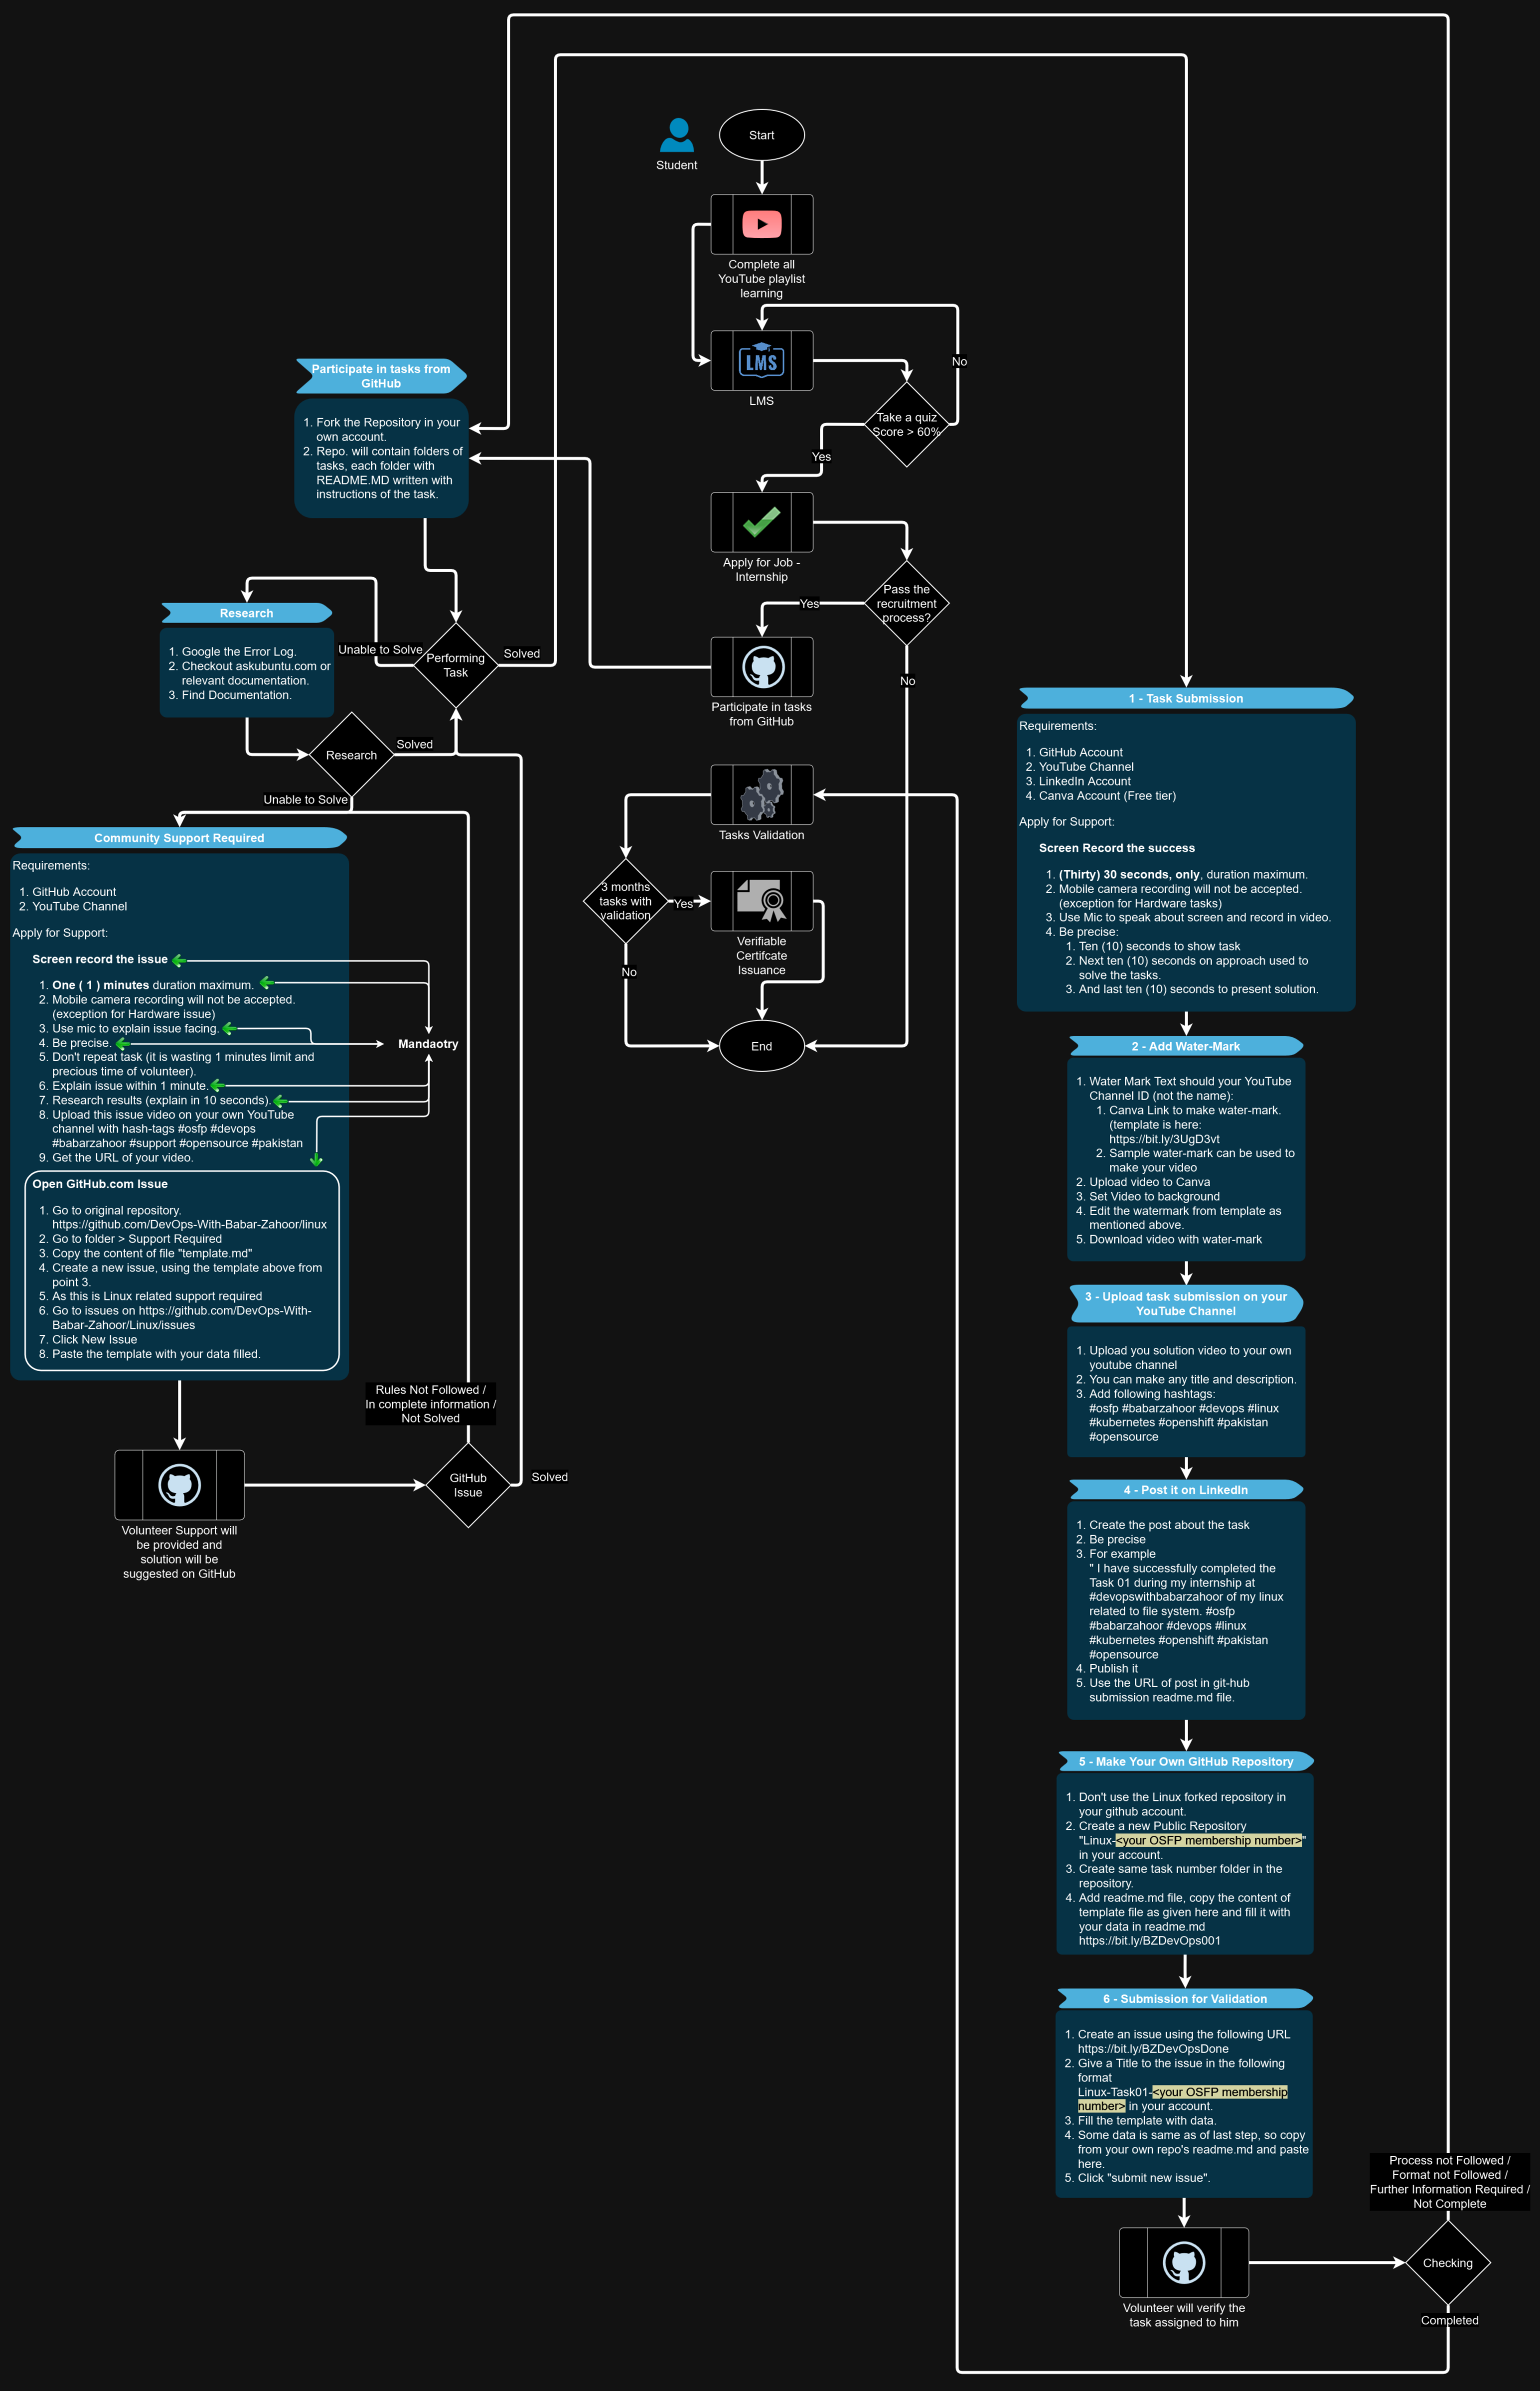 Start
Student
Complete all
YouTube playlist
learning
LMS
LMS
No
Take a quiz
Score > 60%
Yes
Apply for Job -
Internship
Pass the
recruitment
process?
Yes
No
Participate in tasks
from GitHub
Tasks Validation
3 months
tasks with
validation
Yes
No
Verifiable
Certifcate
Issuance
End
Participate in tasks from
GitHub
1. Fork the Repository in your
own account.
2. Repo. will contain folders of
tasks, each folder with
README.MD written with
instructions of the task.
Performing
Task
Unable to Solve
Solved
Research
1. Google the Error Log.
2. Checkout askubuntu.com or
relevant documentation.
3. Find Documentation.
Research
Solved
Unable to Solve
Community Support Required
Requirements:
1. GitHub Account
2. YouTube Channel
Apply for Support:
Screen record the issue
1. One ( 1 ) minutes duration maximum.
2. Mobile camera recording will not be accepted.
(exception for Hardware issue)
3. Use mic to explain issue facing.
4. Be precise.
5. Don't repeat task (it is wasting 1 minutes limit and
precious time of volunteer).
6. Explain issue within 1 minute.
7. Research results (explain in 10 seconds).
8. Upload this issue video on your own YouTube
channel with hash-tags #osfp #devops
#babarzahoor #support #opensource #pakistan
9. Get the URL of your video.
Mandaotry
Open GitHub.com Issue
1. Go to original repository.
https://github.com/DevOps-With-Babar-Zahoor/linux
2. Go to folder > Support Required
3. Copy the content of file "template.md"
4. Create a new issue, using the template above from
point 3.
5. As this is Linux related support required
6. Go to issues on https://github.com/DevOps-With-
Babar-Zahoor/Linux/issues
7. Click New Issue
8. Paste the template with your data filled.
Volunteer Support will
be provided and
solution will be
suggested on GitHub
Rules Not Followed /
In complete information /
Not Solved
GitHub
Issue
Solved
1 - Task Submission
Requirements:
1. GitHub Account
2. YouTube Channel
3. LinkedIn Account
4. Canva Account (Free tier)
Apply for Support:
Screen Record the success
1. (Thirty) 30 seconds, only, duration maximum.
2. Mobile camera recording will not be accepted.
(exception for Hardware tasks)
3. Use Mic to speak about screen and record in video.
4. Be precise:
1. Ten (10) seconds to show task
2. Next ten (10) seconds on approach used to
solve the tasks.
3. And last ten (10) seconds to present solution.
2 - Add Water-Mark
1. Water Mark Text should your YouTube
Channel ID (not the name):
1. Canva Link to make water-mark.
(template is here:
https://bit.ly/3UgD3vt
2. Sample water-mark can be used to
make your video
2. Upload video to Canva
3. Set Video to background
4. Edit the watermark from template as
mentioned above.
5. Download video with water-mark
3 - Upload task submission on your
YouTube Channel
1. Upload you solution video to your own
youtube channel
2. You can make any title and description.
3. Add following hashtags:
#osfp #babarzahoor #devops #linux
#kubernetes #openshift #pakistan
#opensource
4 - Post it on LinkedIn
1. Create the post about the task
2. Be precise
3. For example
" I have successfully completed the
Task 01 during my internship at
#devopswithbabarzahoor of my linux
related to file system. #osfp
#babarzahoor #devops #linux
#kubernetes #openshift #pakistan
#opensource
4. Publish it
5. Use the URL of post in git-hub
submission readme.md file.
5 - Make Your Own GitHub Repository
1. Don't use the Linux forked repository in
your github account.
2. Create a new Public Repository
"Linux-<your OSFP membership number>"
in your account.
3. Create same task number folder in the
repository.
4. Add readme.md file, copy the content of
template file as given here and fill it with
your data in readme.md
https://bit.ly/BZDevOps001
6 - Submission for Validation
1. Create an issue using the following URL
https://bit.ly/BZDevOpsDone
2. Give a Title to the issue in the following
format
Linux-Task01-<your OSFP membership
number> in your account.
3. Fill the template with data.
4. Some data is same as of last step, so copy
from your own repo's readme.md and paste
here.
5. Click "submit new issue".
Volunteer will verify the
task assigned to him
Process not Followed /
Format not Followed /
Further Information Required /
Not Complete
Checking
Completed